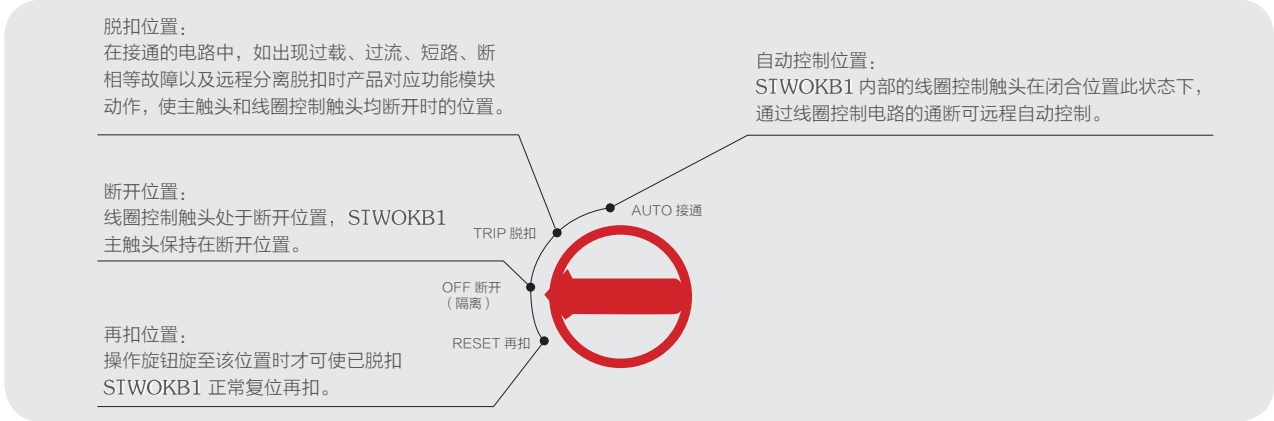 脱扣位置：
在接通的电路中，如出现过载、过流、短路、断
相等故障以及远程分离脱扣时产品对应功能模块
动作，使主触头和线圈控制触头均断开时的位置。
自动控制位置：
SIWOKB1 内部的线圈控制触头在闭合位置此状态下，
通过线圈控制电路的通断可远程自动控制。
断开位置：
线圈控制触头处于断开位置，SIWOKB1
主触头保持在断开位置。
AUTO 接通
TRIP 脱扣
OFF 断开
（隔离）
RESET 再扣
再扣位置：
操作旋钮旋至该位置时才可使已脱扣
SIWOKB1 正常复位再扣。